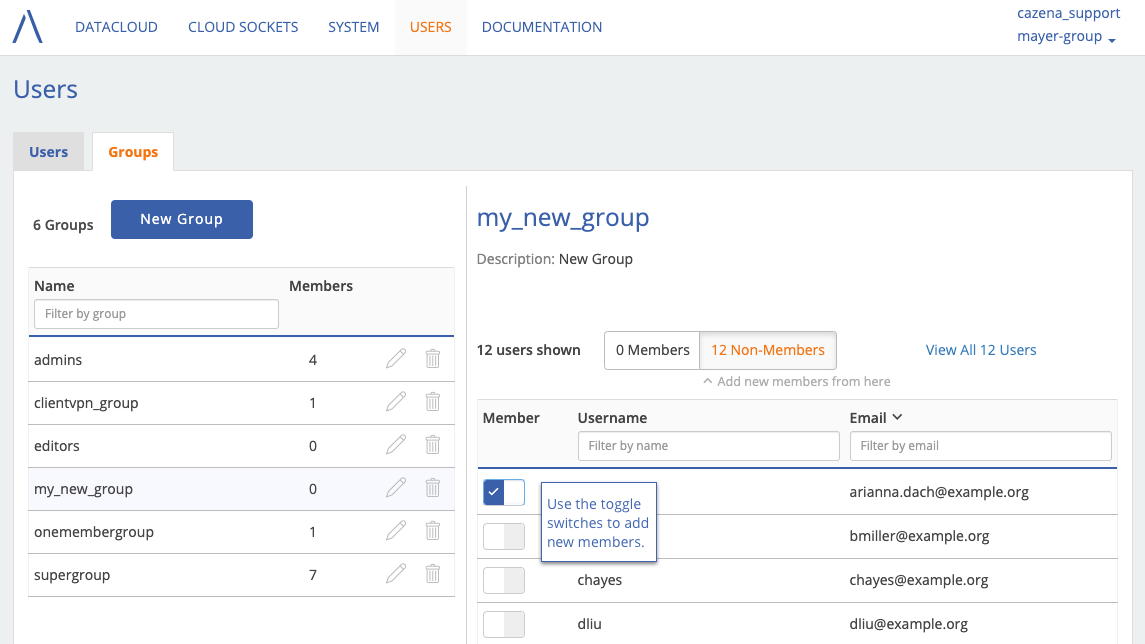 DATACLOUD CLOUD SOCKETS SYSTEM USERS DOCUMENTATION
cazena_support
mayer-group
Users
Users Groups
6 Groups New Group
Name Members
Filter by group
admins 4
clientvpn_group 1
editors 0
my_new_group 0
onemembergroup 1
supergroup 7
my_new_group
Description: New Group
12 users shown 0 Members 12 Non-Members View All 12 Users
Add new members from here
Member Username Email
Filter by name Filter by email
arianna.dach@example.org
Use the toggle
switches to add
new members.
bmiller@example.org
chayes chayes@example.org
dliu dliu@example.org